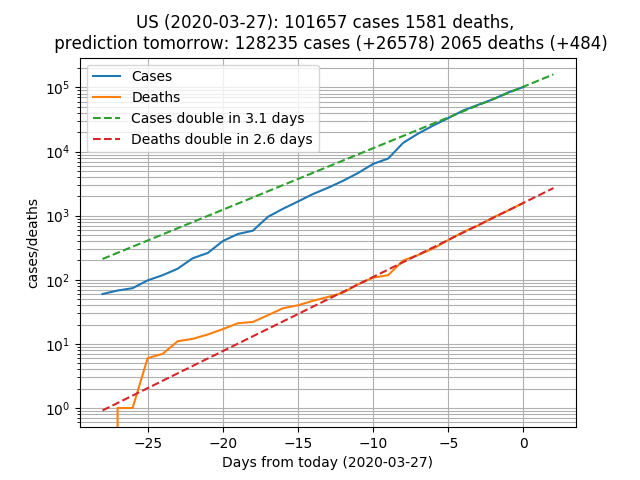 US (2020-03-27): 101657 cases 1581 deaths,
prediction tomorrow: 128235 cases (+26578) 2065 deaths (+484)
Cases
Deaths
Cases double in 3.1 days
Deaths double in 2.6 days
cases/deaths
10⁵
10⁴
10³
10²
10¹
10⁰
−25 −20 −15 −10 −5 0
Days from today (2020-03-27)